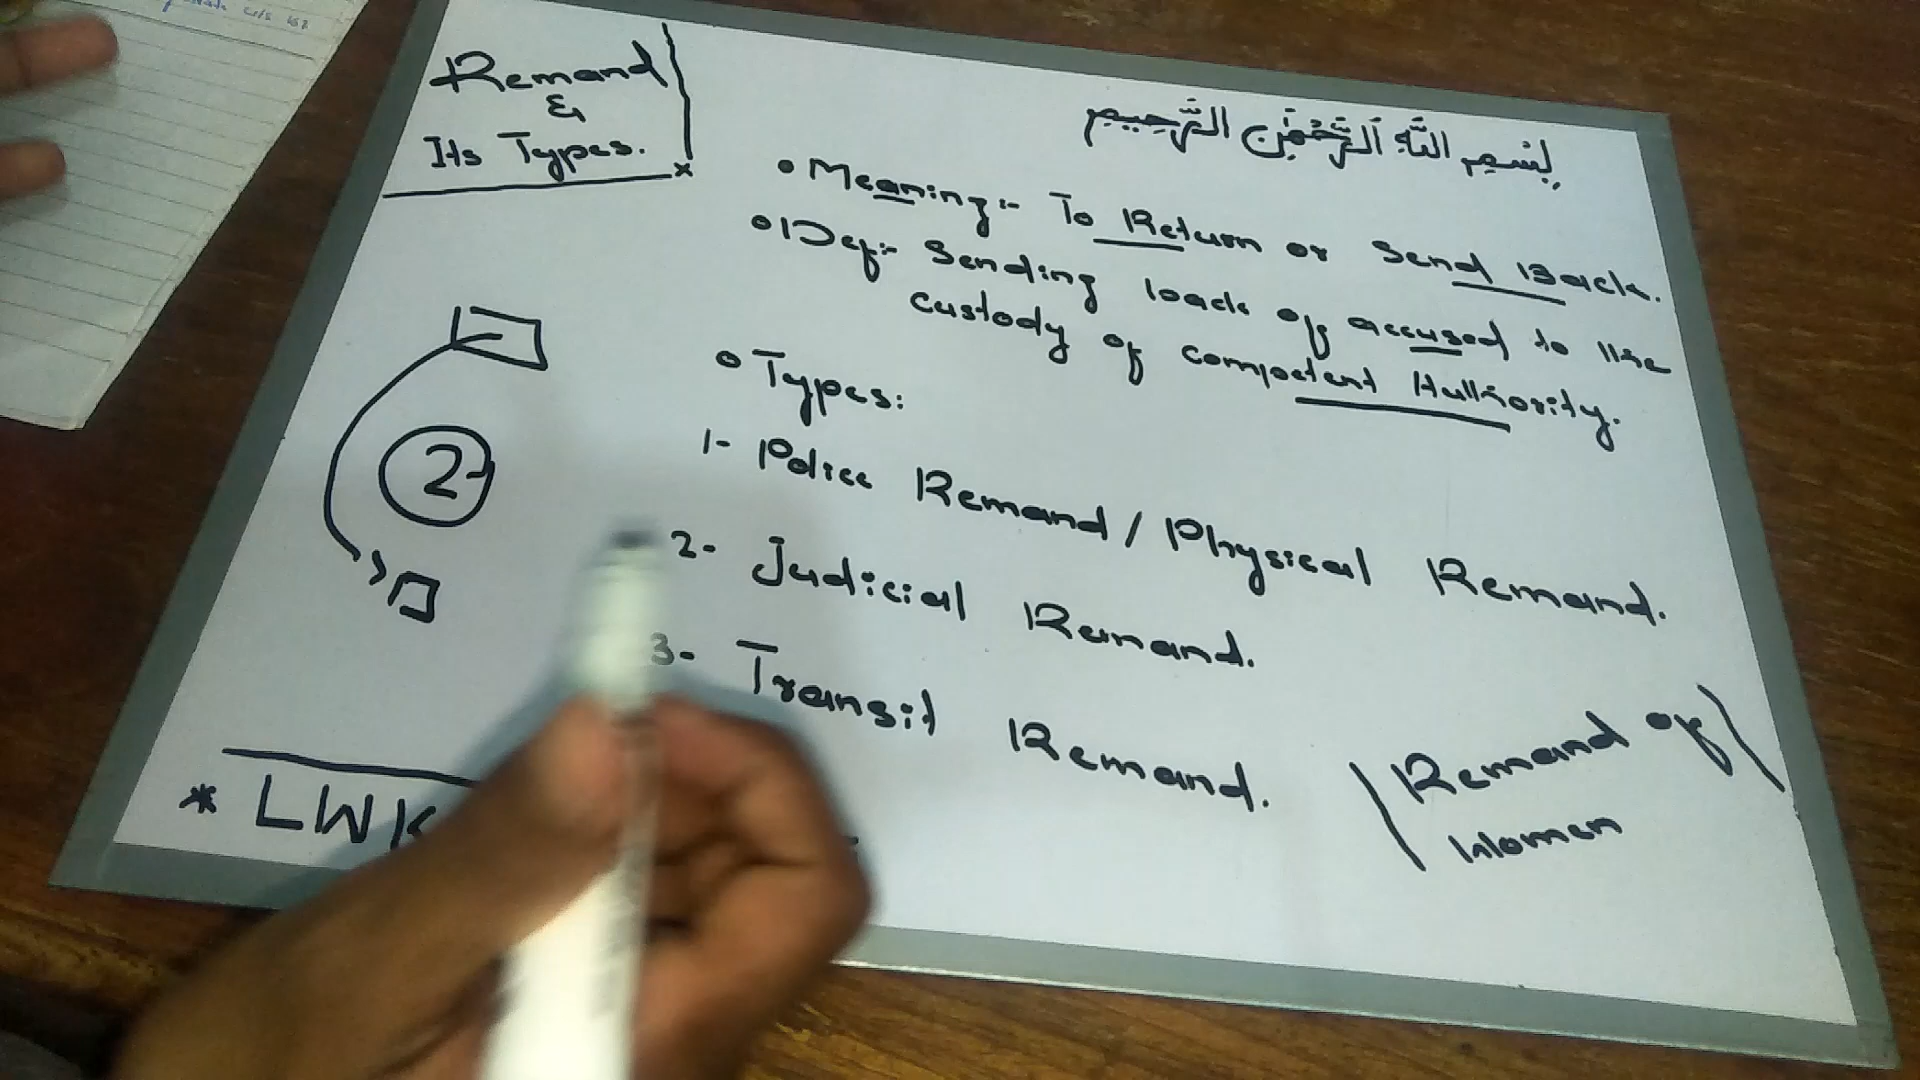 Remand
&
Its Types.
بِسْمِ اللَّهِ الرَّحْمَٰنِ الرَّحِيمِ
• Meaning:- To Return or Send Back.
• Def:- Sending back of accused to the
custody of competent Authority.
• Types:
1- Police Remand / Physical Remand.
2- Judicial Remand.
3- Transit Remand.
Remand of
Women
2
* LWK